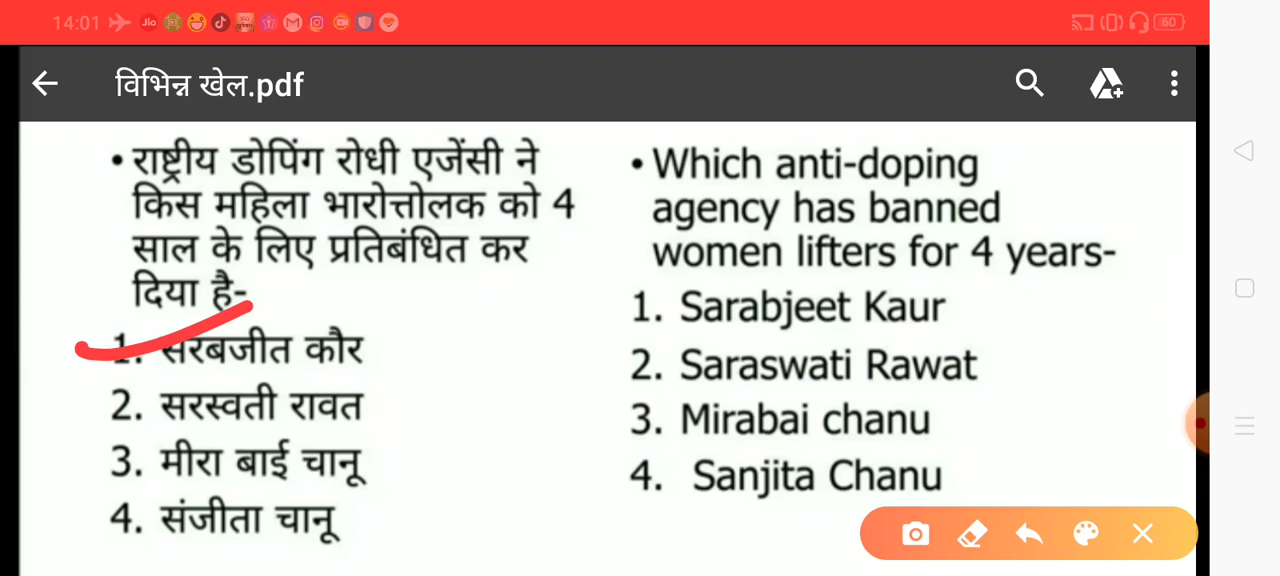 14:01
Jio
60
विभिन्न खेल.pdf
• राष्ट्रीय डोपिंग रोधी एजेंसी ने
किस महिला भारोत्तोलक को 4
साल के लिए प्रतिबंधित कर
दिया है-
1. सरबजीत कौर
2. सरस्वती रावत
3. मीरा बाई चानू
4. संजीता चानू
• Which anti-doping
agency has banned
women lifters for 4 years-
1. Sarabjeet Kaur
2. Saraswati Rawat
3. Mirabai chanu
4. Sanjita Chanu